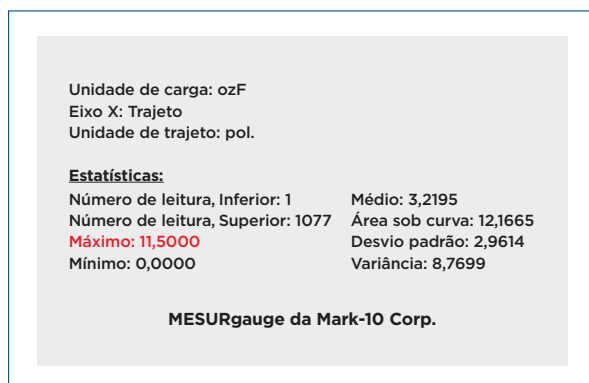 Unidade de carga: ozF
Eixo X: Trajeto
Unidade de trajeto: pol.
Estatísticas:
Número de leitura, Inferior: 1
Número de leitura, Superior: 1077
Máximo: 11,5000
Mínimo: 0,0000
Médio: 3,2195
Área sob curva: 12,1665
Desvio padrão: 2,9614
Variância: 8,7699
MESURgauge da Mark-10 Corp.